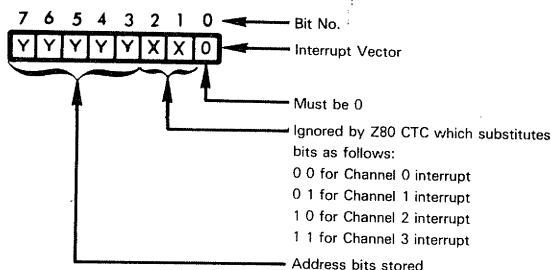 7 6 5 4 3 2 1 0
Bit No.
Y Y Y Y Y X X 0
Interrupt Vector
Must be 0
Ignored by Z80 CTC which substitutes
bits as follows:
0 0 for Channel 0 interrupt
0 1 for Channel 1 interrupt
1 0 for Channel 2 interrupt
1 1 for Channel 3 interrupt
Address bits stored